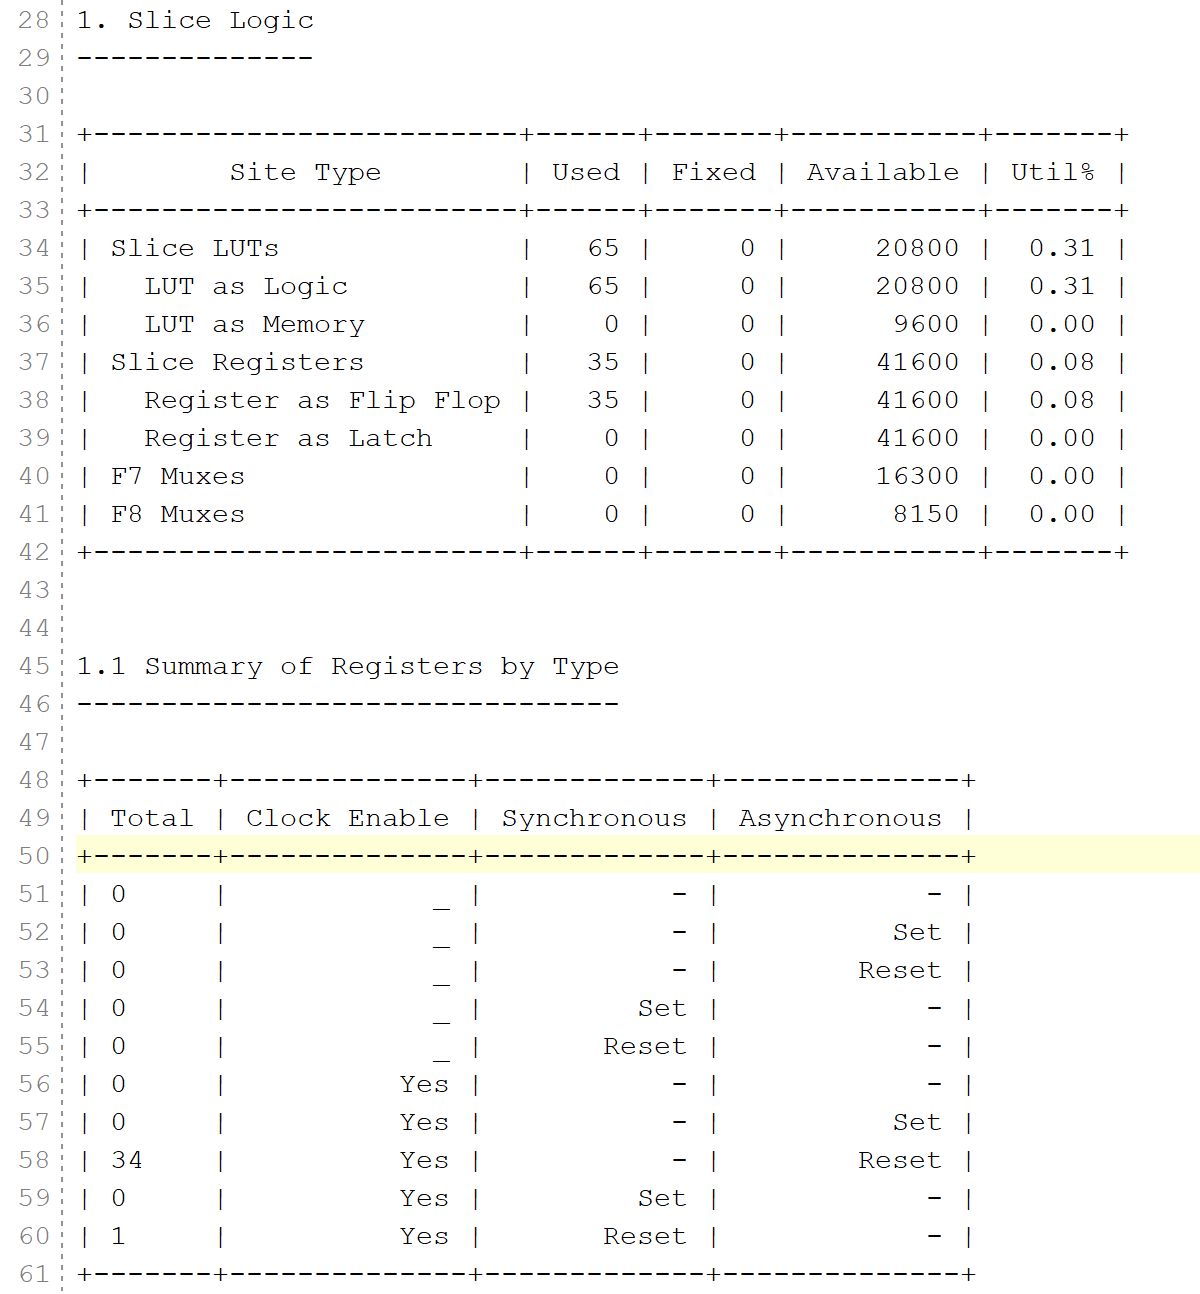 28 1. Slice Logic
29 --------------
30
31 +-------------------------+------+-------+-----------+-------+
32 |        Site Type        | Used | Fixed | Available | Util% |
33 +-------------------------+------+-------+-----------+-------+
34 | Slice LUTs              |   65 |     0 |     20800 |  0.31 |
35 |   LUT as Logic          |   65 |     0 |     20800 |  0.31 |
36 |   LUT as Memory         |    0 |     0 |      9600 |  0.00 |
37 | Slice Registers         |   35 |     0 |     41600 |  0.08 |
38 |   Register as Flip Flop |   35 |     0 |     41600 |  0.08 |
39 |   Register as Latch     |    0 |     0 |     41600 |  0.00 |
40 | F7 Muxes                |    0 |     0 |     16300 |  0.00 |
41 | F8 Muxes                |    0 |     0 |      8150 |  0.00 |
42 +-------------------------+------+-------+-----------+-------+
43
44
45 1.1 Summary of Registers by Type
46 --------------------------------
47
48 +-------+--------------+-------------+--------------+
49 | Total | Clock Enable | Synchronous | Asynchronous |
50 +-------+--------------+-------------+--------------+
51 | 0     |            _ |           - |            - |
52 | 0     |            _ |           - |          Set |
53 | 0     |            _ |           - |        Reset |
54 | 0     |            _ |         Set |            - |
55 | 0     |            _ |       Reset |            - |
56 | 0     |          Yes |           - |            - |
57 | 0     |          Yes |           - |          Set |
58 | 34    |          Yes |           - |        Reset |
59 | 0     |          Yes |         Set |            - |
60 | 1     |          Yes |       Reset |            - |
61 +-------+--------------+-------------+--------------+